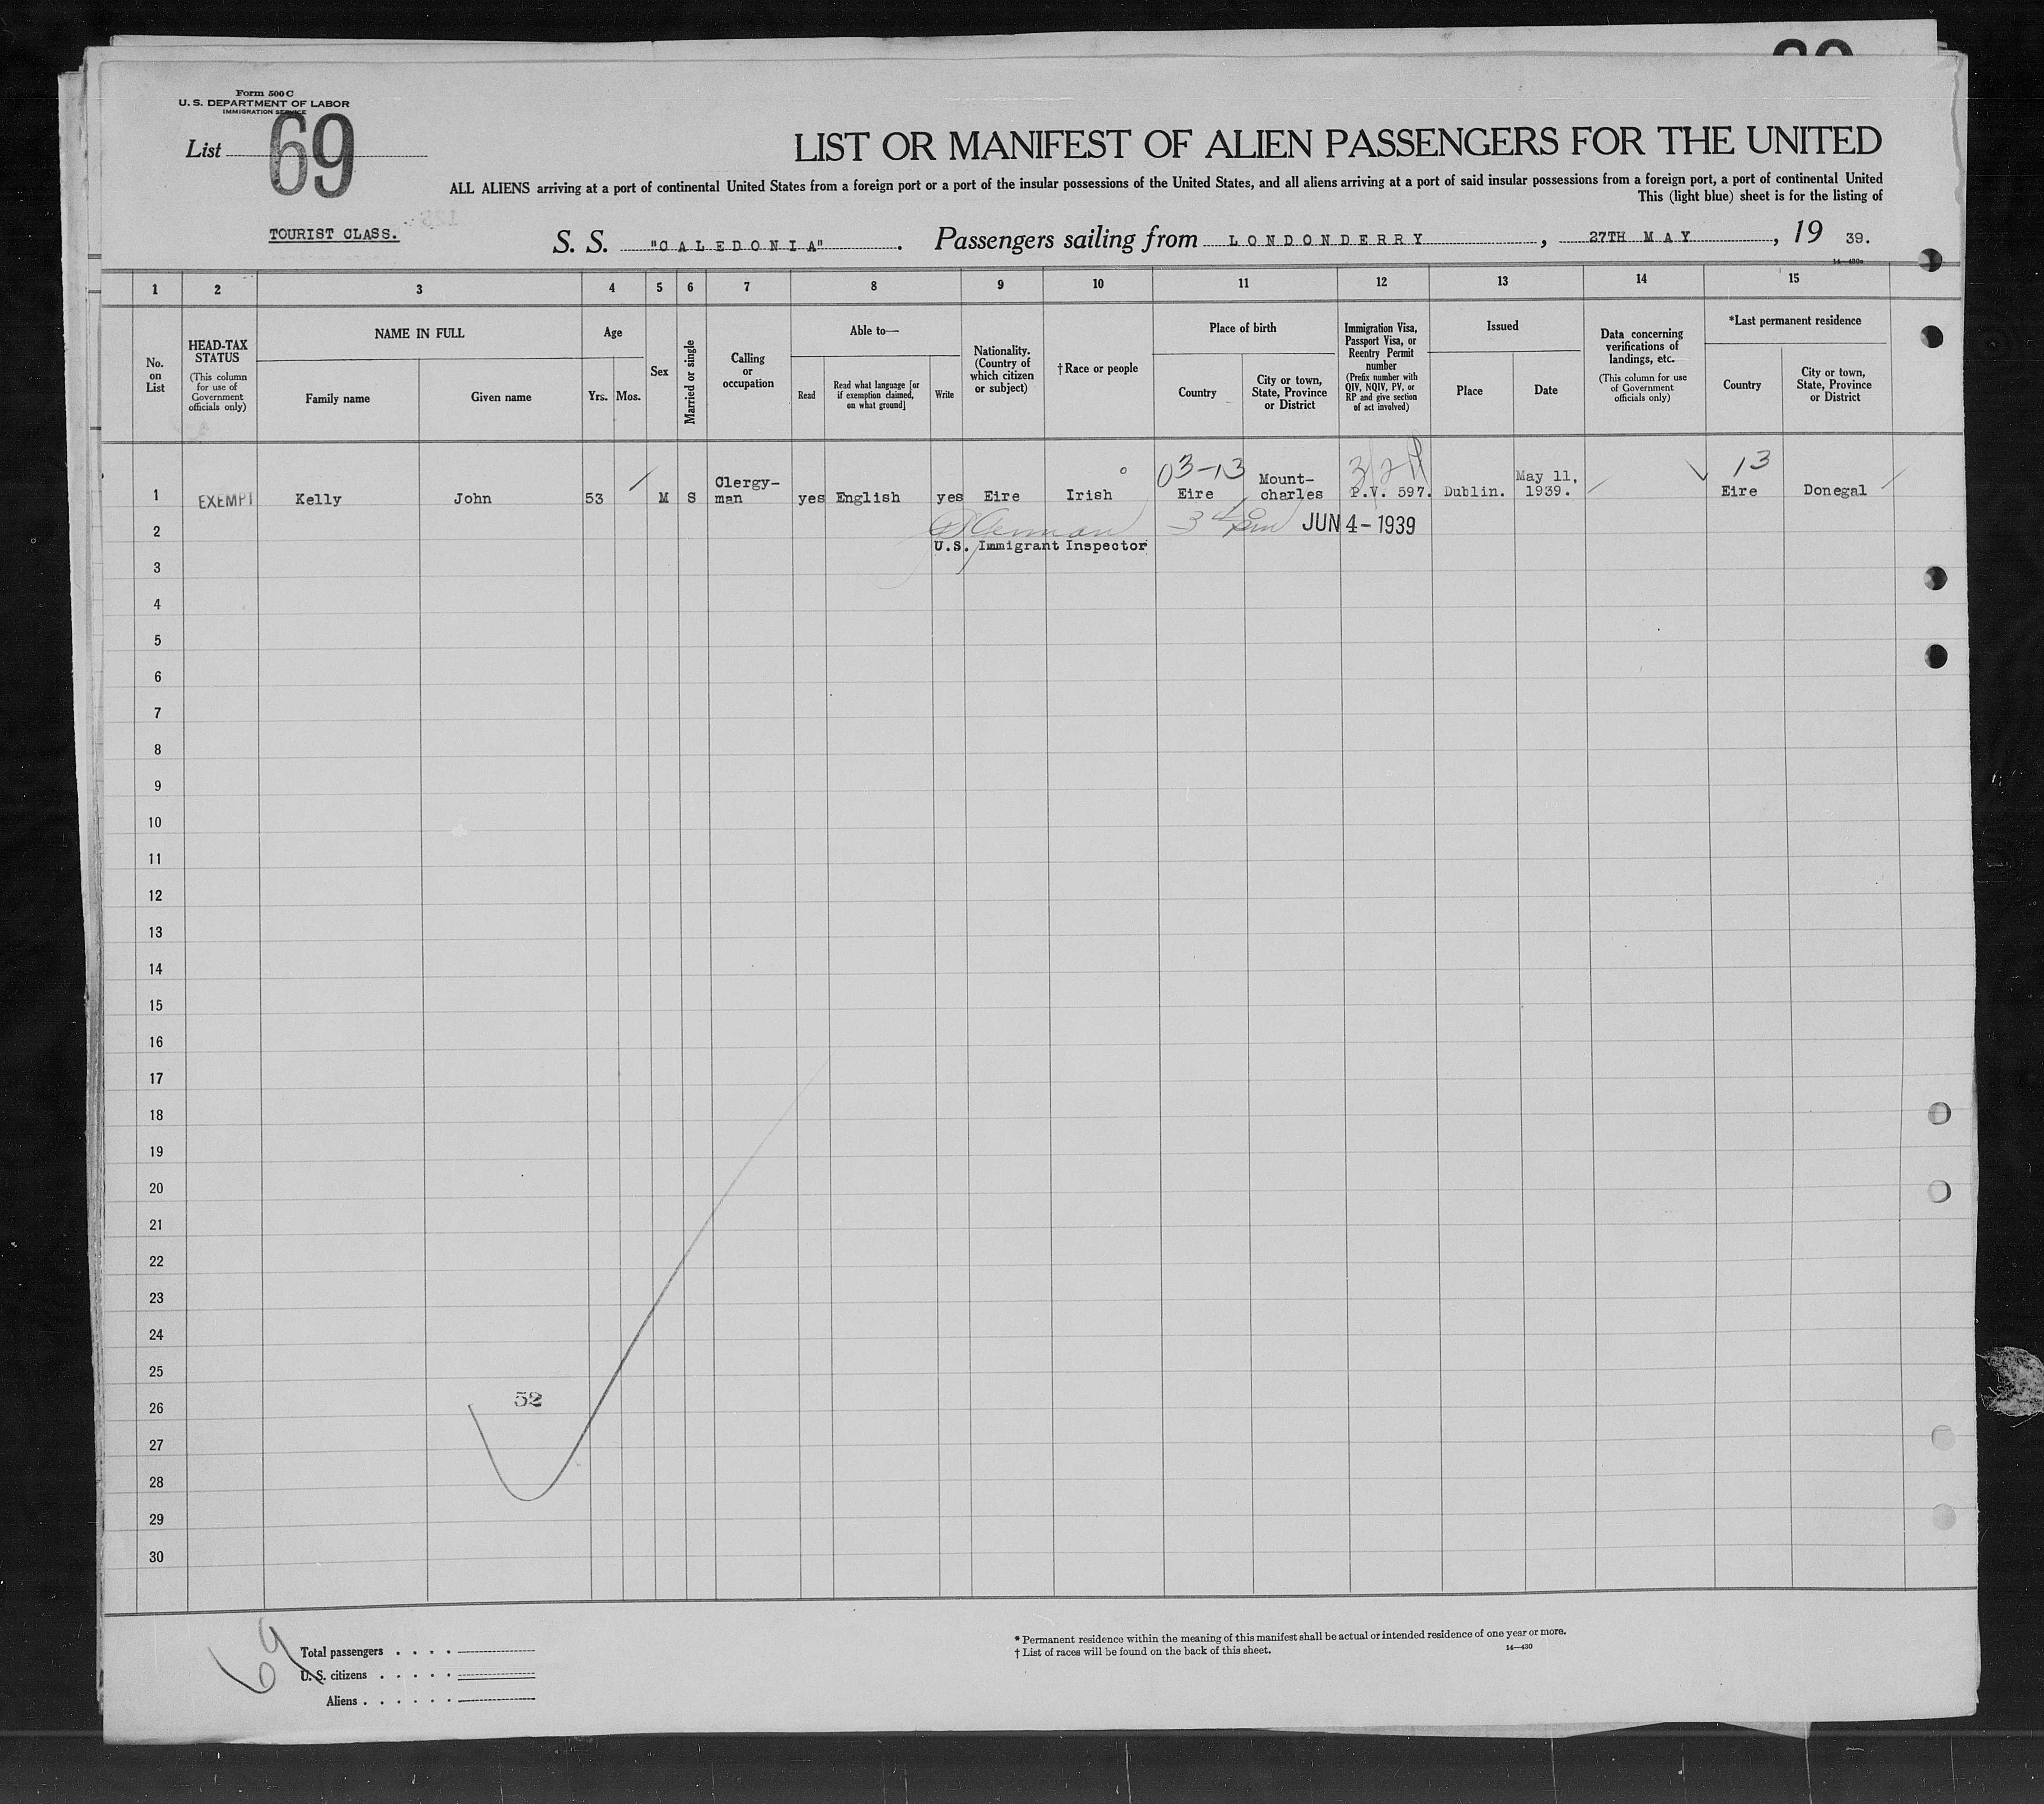 Form 500 C
U. S. DEPARTMENT OF LABOR
IMMIGRATION SERVICE
List 69
LIST OR MANIFEST OF ALIEN PASSENGERS FOR THE UNITED
ALL ALIENS arriving at a port of continental United States from a foreign port or a port of the insular possessions of the United States, and all aliens arriving at a port of said insular possessions from a foreign port, a port of continental United
This (light blue) sheet is for the listing of
TOURIST CLASS.
S. S. "CALEDONIA". Passengers sailing from LONDONDERRY, 27TH MAY, 19 39.
14—430a
1 2 3 4 5 6 7 8 9 10 11 12 13 14 15
No. on List
HEAD-TAX STATUS
(This column for use of Government officials only)
NAME IN FULL
Family name
Given name
Age
Yrs. Mos.
Sex
Married or single
Calling or occupation
Able to—
Read
Read what language [or if exemption claimed, on what ground]
Write
Nationality. (Country of which citizen or subject)
† Race or people
Place of birth
Country
City or town, State, Province or District
Immigration Visa, Passport Visa, or Reentry Permit number
(Prefix number with QIV, NQIV, PV, or RP and give section of act involved)
Issued
Place
Date
Data concerning verifications of landings, etc.
(This column for use of Government officials only)
*Last permanent residence
Country
City or town, State, Province or District
03-13
13
1 EXEMPT Kelly John 53 M S Clergy-man yes English yes Eire Irish Eire Mount-charles P.V. 597. Dublin. May 11, 1939. Eire Donegal
2 JUN 4 - 1939
U.S. Immigrant Inspector
3
4
5
6
7
8
9
10
11
12
13
14
15
16
17
18
19
20
21
22
23
24
25
26
27
28
29
30
52
69
Total passengers
U. S. citizens
Aliens
* Permanent residence within the meaning of this manifest shall be actual or intended residence of one year or more.
† List of races will be found on the back of this sheet.
14—430